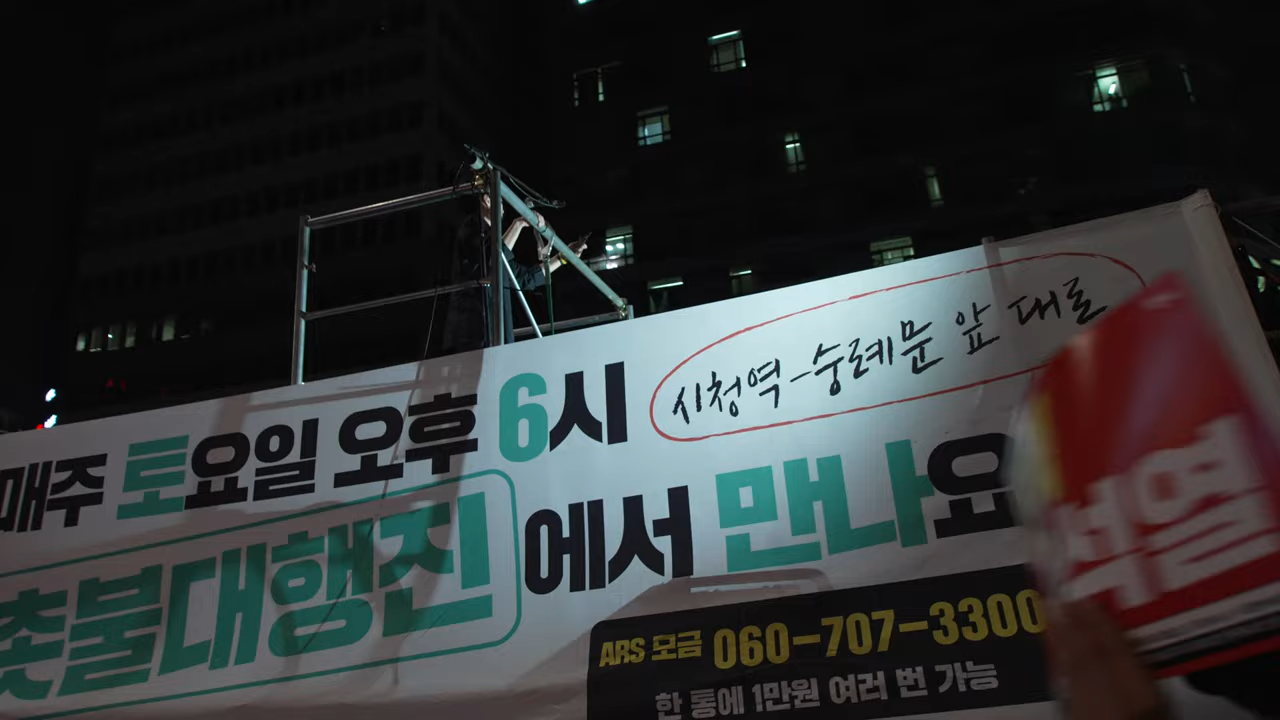 매주 토요일 오후 6시
시청역-숭례문 앞 대로
촛불대행진 에서 만나요
ARS 모금 060-707-3300
한 통에 1만원 여러 번 가능
석열